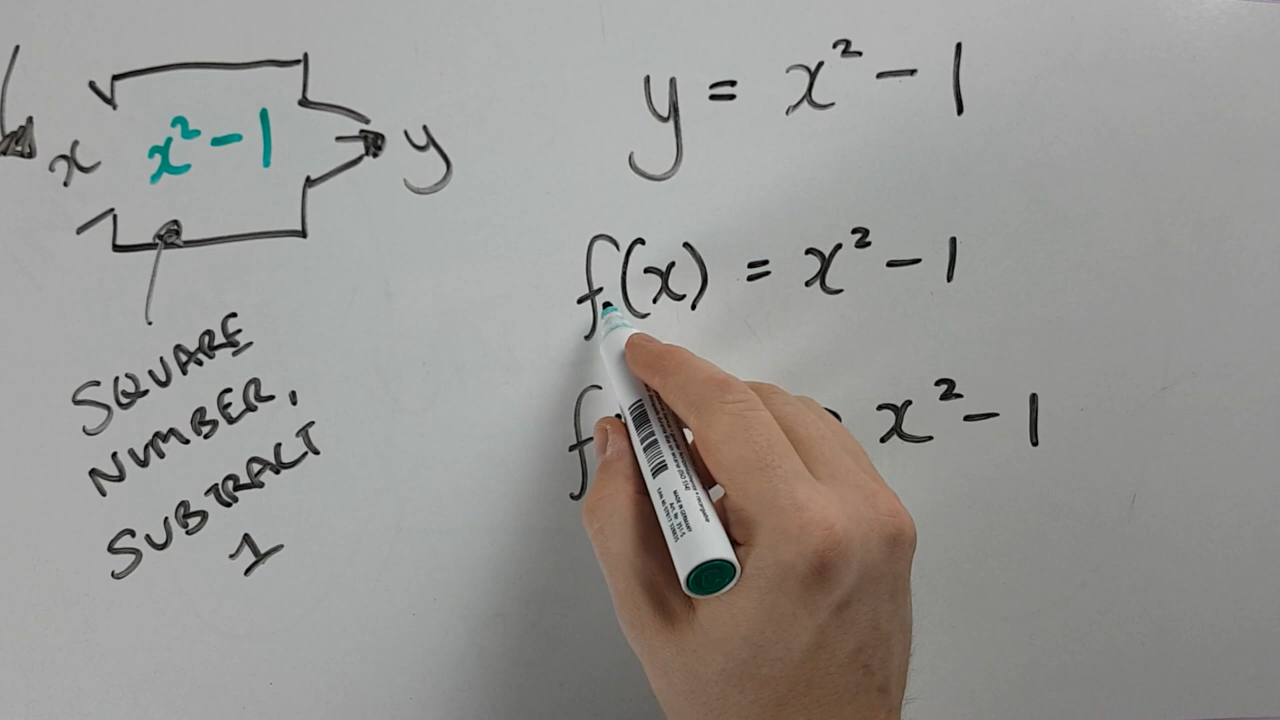 x x² - 1 y
SQUARE
NUMBER,
SUBTRACT
1
y = x² - 1
f(x) = x² - 1
f x² - 1